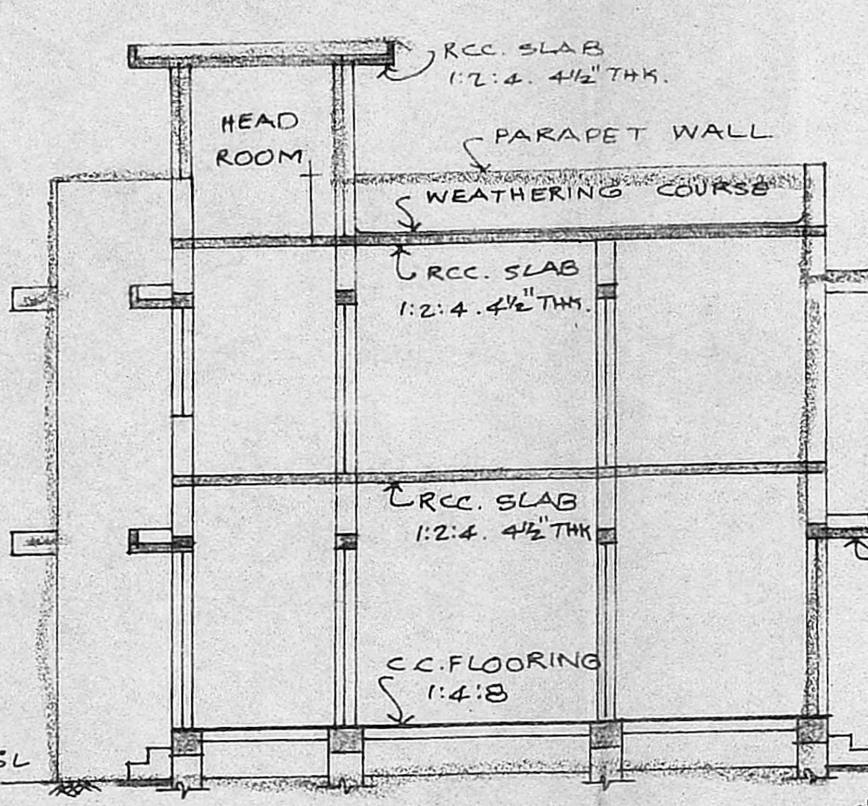 RCC. SLAB
1:2:4. 4½" THK.
HEAD
ROOM
PARAPET WALL
WEATHERING COURSE
RCC. SLAB
1:2:4. 4½" THK.
RCC. SLAB
1:2:4. 4½" THK
C.C. FLOORING
1:4:8